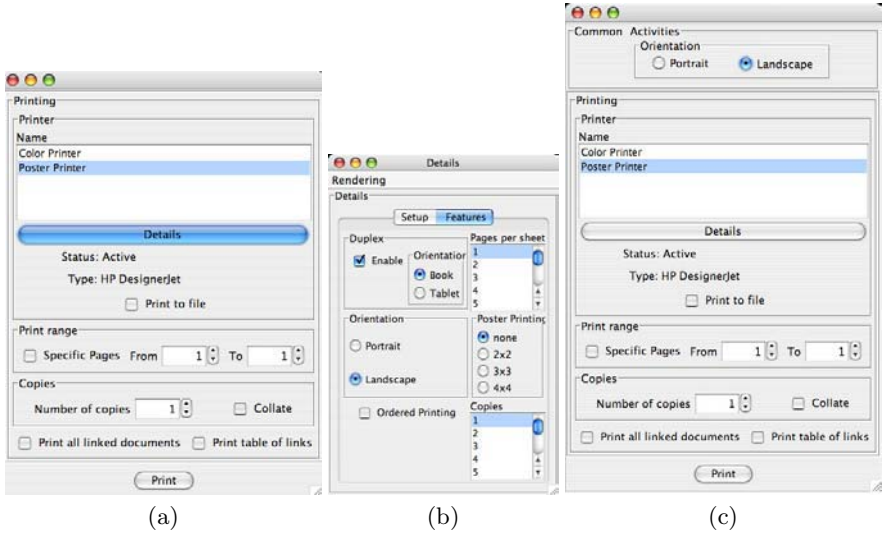 Printing
Printer
Name
Color Printer
Poster Printer
Details
Status: Active
Type: HP DesignerJet
Print to file
Print range
Specific Pages From 1 To 1
Copies
Number of copies 1 Collate
Print all linked documents Print table of links
Print
(a)
Details
Rendering
Details
Setup Features
Duplex
Enable
Orientation
Book
Tablet
Pages per sheet
1
2
3
4
5
Orientation
Portrait
Landscape
Poster Printing
none
2x2
3x3
4x4
Ordered Printing
Copies
1
2
3
4
5
(b)
Common Activities
Orientation
Portrait Landscape
Printing
Printer
Name
Color Printer
Poster Printer
Details
Status: Active
Type: HP DesignerJet
Print to file
Print range
Specific Pages From 1 To 1
Copies
Number of copies 1 Collate
Print all linked documents Print table of links
Print
(c)